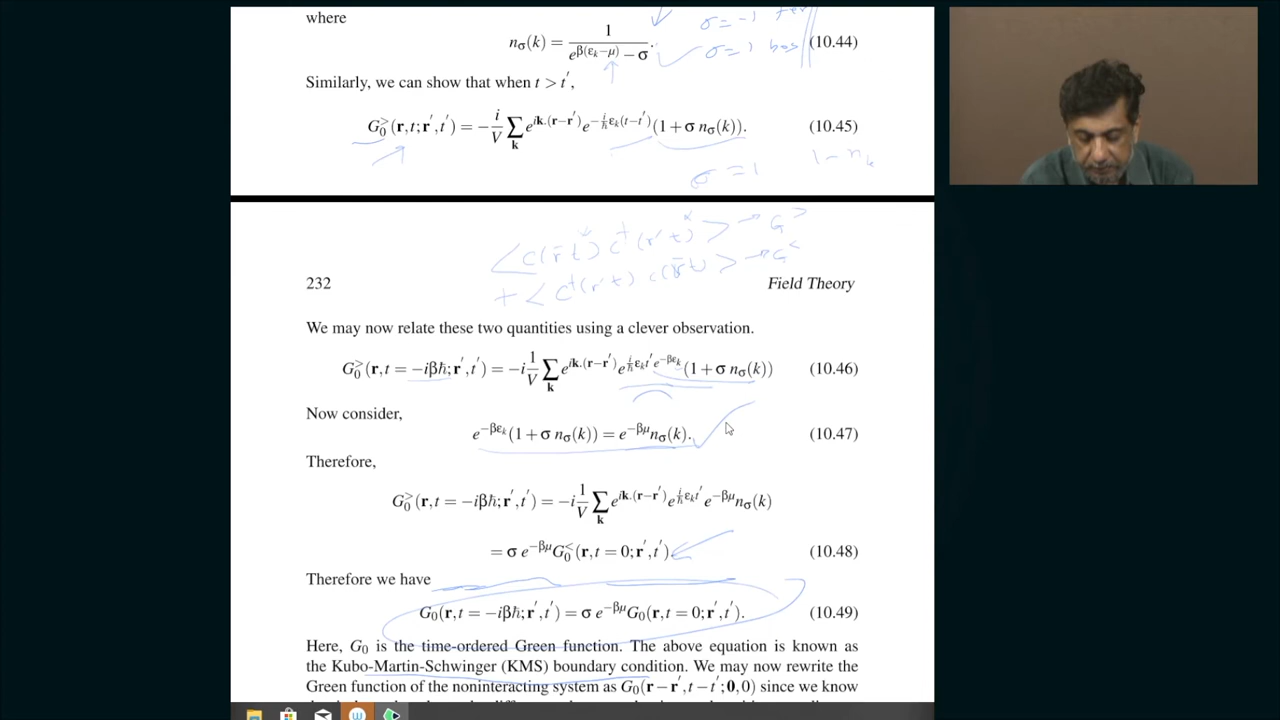 where
σ = -1 fer
n_σ(k) = 1 / (e^{β(ε_k−μ)} − σ). (10.44)
σ = 1 bos
Similarly, we can show that when t > t′,
G_0^>(r,t;r′,t′) = −(i/V) ∑_k e^{ik.(r−r′)} e^{−(i/ħ)ε_k(t−t′)} (1+σ n_σ(k)). (10.45)
σ = 1 1 − n_k
< c(r t) c†(r′ t) > → G^>
+ < c†(r′ t) c(r t) > → G^<
232 Field Theory
We may now relate these two quantities using a clever observation.
G_0^>(r,t = −iβħ;r′,t′) = −i (1/V) ∑_k e^{ik.(r−r′)} e^{(i/ħ)ε_k t′ e^{−βε_k}} (1+σ n_σ(k)) (10.46)
Now consider,
e^{−βε_k}(1+σ n_σ(k)) = e^{−βμ} n_σ(k). (10.47)
Therefore,
G_0^>(r,t = −iβħ;r′,t′) = −i (1/V) ∑_k e^{ik.(r−r′)} e^{(i/ħ)ε_k t′} e^{−βμ} n_σ(k)
= σ e^{−βμ} G_0^<(r,t = 0;r′,t′). (10.48)
Therefore we have
G_0(r,t = −iβħ;r′,t′) = σ e^{−βμ} G_0(r,t = 0;r′,t′). (10.49)
Here, G_0 is the time-ordered Green function. The above equation is known as
the Kubo-Martin-Schwinger (KMS) boundary condition. We may now rewrite the
Green function of the noninteracting system as G_0(r−r′,t−t′;0,0) since we know